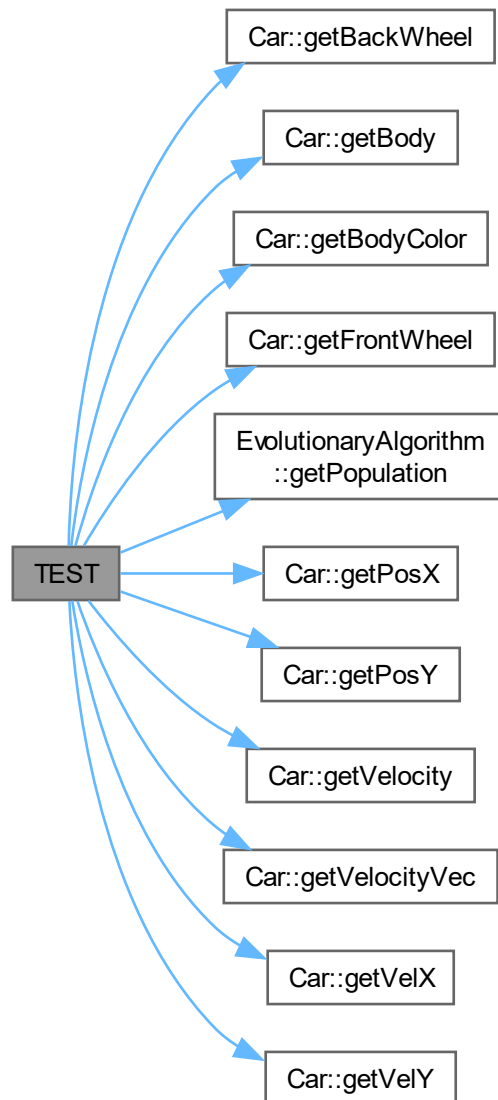 Car::getBackWheel
Car::getBody
Car::getBodyColor
Car::getFrontWheel
EvolutionaryAlgorithm
::getPopulation
TEST
Car::getPosX
Car::getPosY
Car::getVelocity
Car::getVelocityVec
Car::getVelX
Car::getVelY